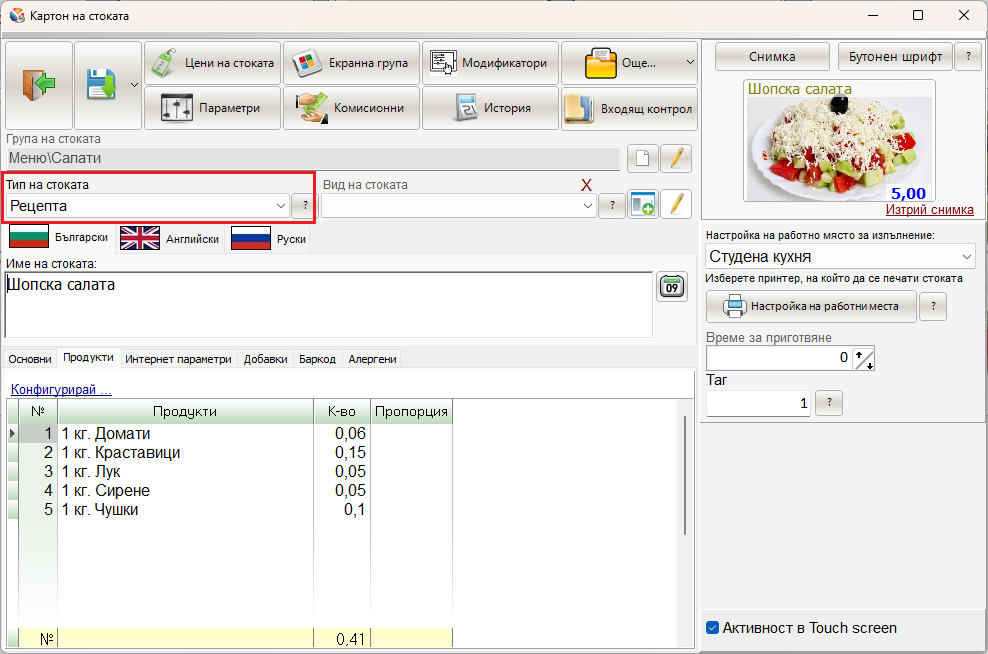 Картон на стоката
Цени на стоката
Екранна група
Модификатори
Още...
Параметри
Комисионни
История
Входящ контрол
Група на стоката
Меню\Салати
Тип на стоката
Рецепта
?
Вид на стоката
X
?
Български
Английски
Руски
Име на стоката:
Шопска салата
09
Основни
Продукти
Интернет параметри
Добавки
Баркод
Алергени
Конфигурирай ...
№ Продукти К-во Пропорция
1 1 кг. Домати 0,06
2 1 кг. Краставици 0,15
3 1 кг. Лук 0,05
4 1 кг. Сирене 0,05
5 1 кг. Чушки 0,1
№ 0,41
Снимка
Бутонен шрифт
?
Шопска салата
5,00
Изтрий снимка
Настройка на работно място за изпълнение:
Студена кухня
Изберете принтер, на който да се печати стоката
Настройка на работни места
?
Време за приготвяне
0
Таг
1
?
Активност в Touch screen